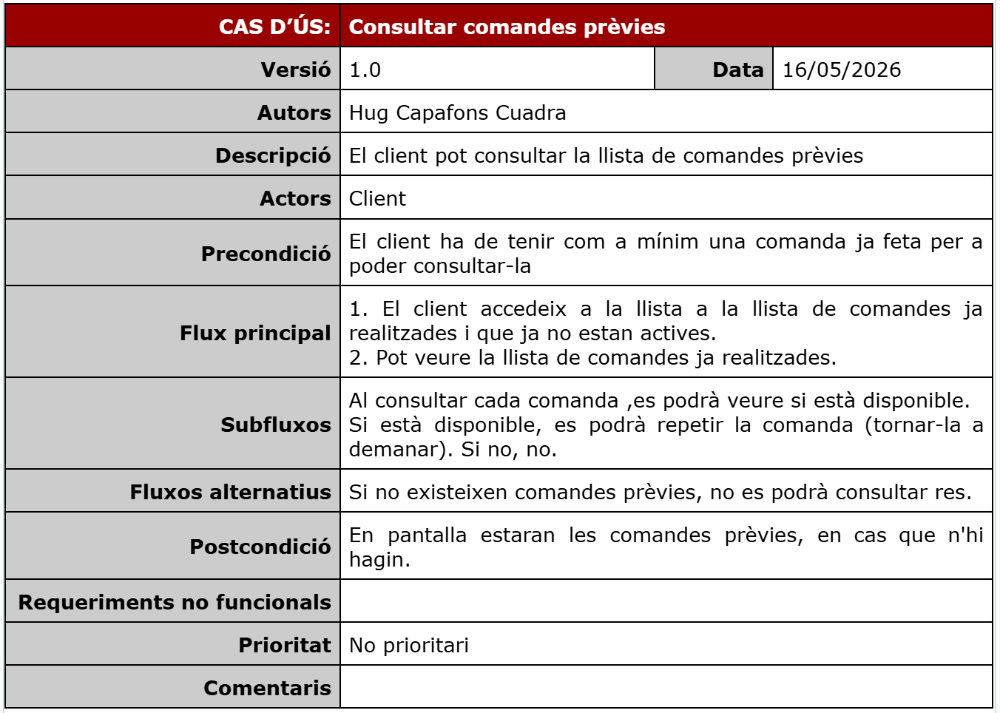 CAS D’ÚS: Consultar comandes prèvies
Versió 1.0 Data 16/05/2026
Autors Hug Capafons Cuadra
Descripció El client pot consultar la llista de comandes prèvies
Actors Client
Precondició El client ha de tenir com a mínim una comanda ja feta per a
poder consultar-la
Flux principal 1. El client accedeix a la llista a la llista de comandes ja
realitzades i que ja no estan actives.
2. Pot veure la llista de comandes ja realitzades.
Subfluxos Al consultar cada comanda ,es podrà veure si està disponible.
Si està disponible, es podrà repetir la comanda (tornar-la a
demanar). Si no, no.
Fluxos alternatius Si no existeixen comandes prèvies, no es podrà consultar res.
Postcondició En pantalla estaran les comandes prèvies, en cas que n'hi
hagin.
Requeriments no funcionals
Prioritat No prioritari
Comentaris